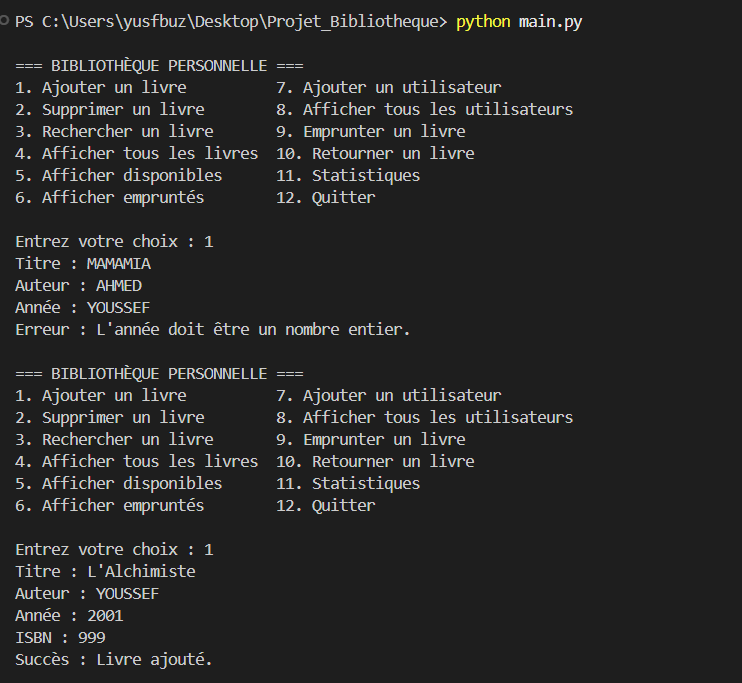 PS C:\Users\yusfbuz\Desktop\Projet_Bibliotheque> python main.py
=== BIBLIOTHÈQUE PERSONNELLE ===
1. Ajouter un livre          7. Ajouter un utilisateur
2. Supprimer un livre        8. Afficher tous les utilisateurs
3. Rechercher un livre       9. Emprunter un livre
4. Afficher tous les livres  10. Retourner un livre
5. Afficher disponibles      11. Statistiques
6. Afficher empruntés        12. Quitter
Entrez votre choix : 1
Titre : MAMAMIA
Auteur : AHMED
Année : YOUSSEF
Erreur : L'année doit être un nombre entier.
=== BIBLIOTHÈQUE PERSONNELLE ===
1. Ajouter un livre          7. Ajouter un utilisateur
2. Supprimer un livre        8. Afficher tous les utilisateurs
3. Rechercher un livre       9. Emprunter un livre
4. Afficher tous les livres  10. Retourner un livre
5. Afficher disponibles      11. Statistiques
6. Afficher empruntés        12. Quitter
Entrez votre choix : 1
Titre : L'Alchimiste
Auteur : YOUSSEF
Année : 2001
ISBN : 999
Succès : Livre ajouté.